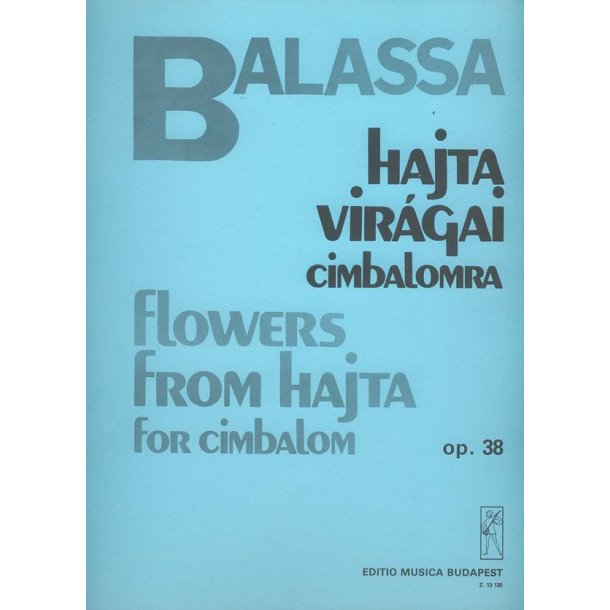 BALASSA
hajta
virágai
cimbalomra
flowers
from hajta
for cimbalom
op. 38
EDITIO MUSICA BUDAPEST
Z. 13 130